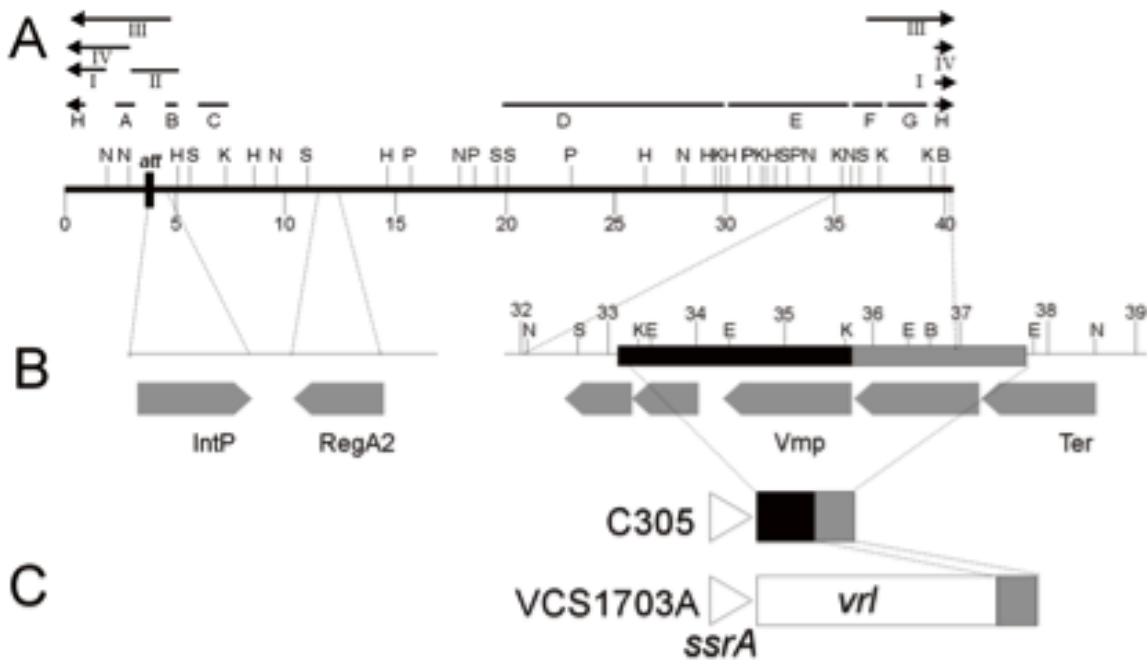 A
III III
IV IV
I II I
H A B C D E F G H
N N att H S K H N S H P N P S S P H N H K H P K H S P N K N S K K B
0 5 10 15 20 25 30 35 40
32 33 34 35 36 37 38 39
N S K E E K E B E N
B
IntP RegA2 Vmp Ter
C305
C
VCS1703A vrl
ssrA